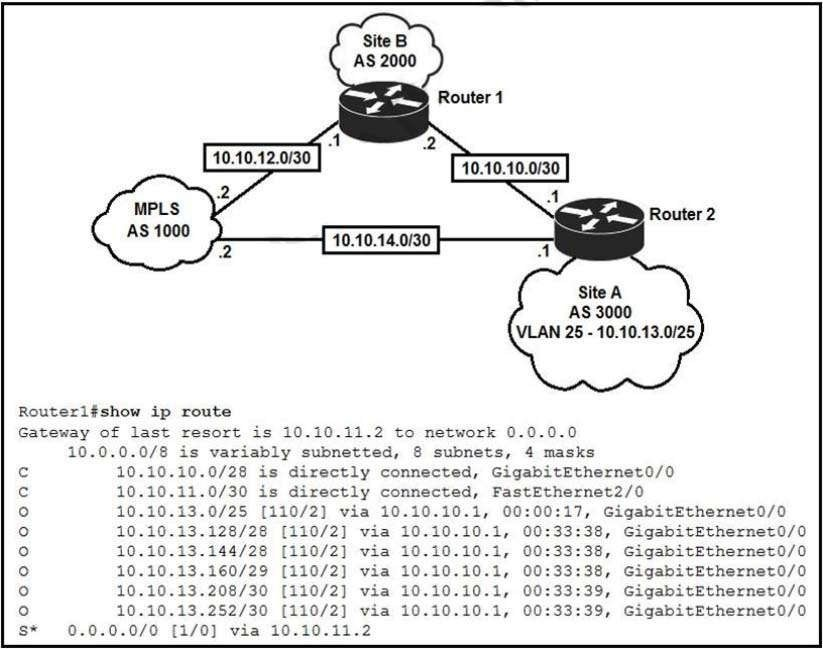 Site B
AS 2000
Router 1
.1
.2
10.10.12.0/30
10.10.10.0/30
.2
.1
MPLS
AS 1000
Router 2
10.10.14.0/30
.2
.1
Site A
AS 3000
VLAN 25 - 10.10.13.0/25
Router1#show ip route
Gateway of last resort is 10.10.11.2 to network 0.0.0.0
10.0.0.0/8 is variably subnetted, 8 subnets, 4 masks
C 10.10.10.0/28 is directly connected, GigabitEthernet0/0
C 10.10.11.0/30 is directly connected, FastEthernet2/0
O 10.10.13.0/25 [110/2] via 10.10.10.1, 00:00:17, GigabitEthernet0/0
O 10.10.13.128/28 [110/2] via 10.10.10.1, 00:33:38, GigabitEthernet0/0
O 10.10.13.144/28 [110/2] via 10.10.10.1, 00:33:38, GigabitEthernet0/0
O 10.10.13.160/29 [110/2] via 10.10.10.1, 00:33:38, GigabitEthernet0/0
O 10.10.13.208/30 [110/2] via 10.10.10.1, 00:33:39, GigabitEthernet0/0
O 10.10.13.252/30 [110/2] via 10.10.10.1, 00:33:39, GigabitEthernet0/0
S* 0.0.0.0/0 [1/0] via 10.10.11.2